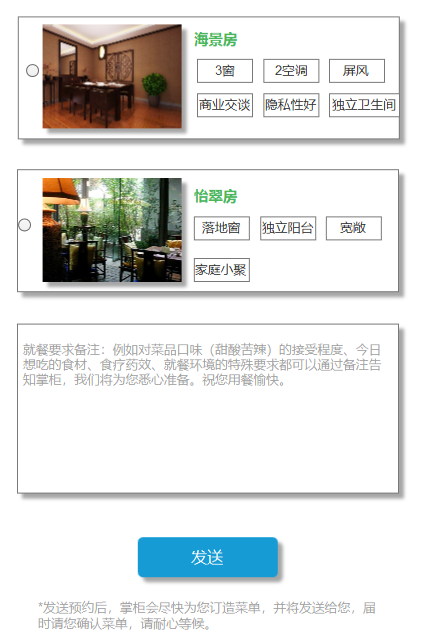 海景房
3窗 2空调 屏风
商业交谈 隐私性好 独立卫生间
怡翠房
落地窗 独立阳台 宽敞
家庭小聚
就餐要求备注：例如对菜品口味（甜酸苦辣）的接受程度、今日
想吃的食材、食疗药效、就餐环境的特殊要求都可以通过备注告
知掌柜，我们将为您悉心准备。祝您用餐愉快。
发送
*发送预约后，掌柜会尽快为您订造菜单，并将发送给您，届
时请您确认菜单，请耐心等候。